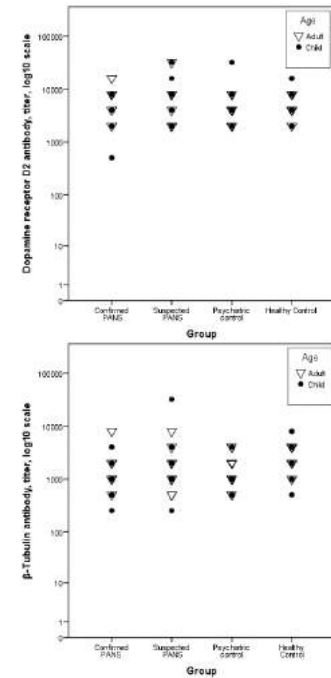 Age
Adult
Child
Dopamine receptor D2 antibody, titer, log10 scale
100000
10000
1000
100
10
1
0
Confirmed PANS
Suspected PANS
Psychiatric control
Healthy Control
Group
Age
Adult
Child
β-Tubulin antibody, titer, log10 scale
100000
10000
1000
100
10
1
0
Confirmed PANS
Suspected PANS
Psychiatric control
Healthy Control
Group